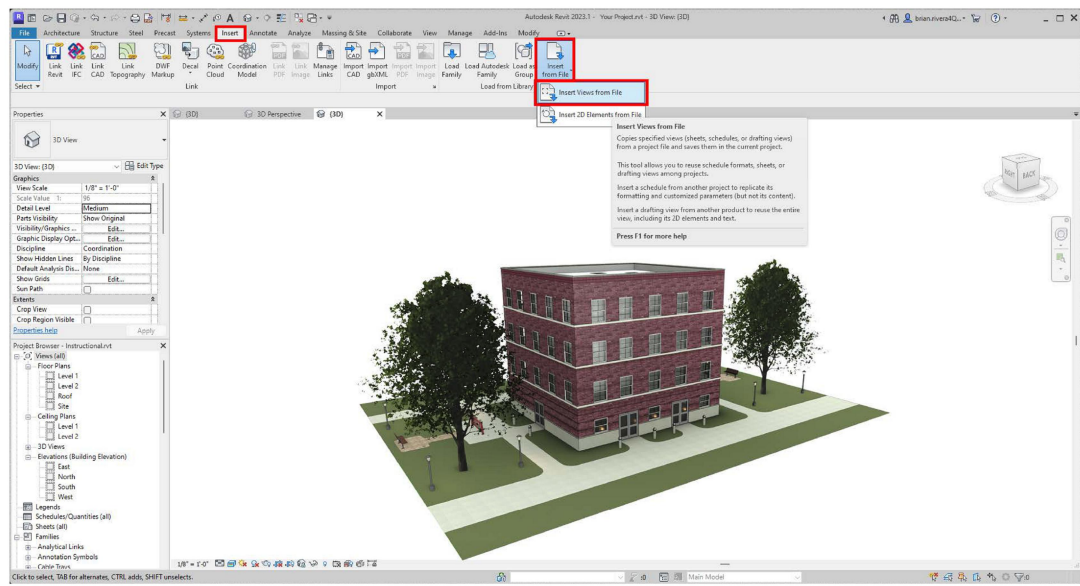 Autodesk Revit 2023.1 - Your Project.rvt - 3D View: {3D}
brian.rivera4Q...
File Architecture Structure Steel Precast Systems Insert Annotate Analyze Massing & Site Collaborate View Manage Add-Ins Modify
Modify Link Revit Link IFC Link CAD Link Topography DWF Markup Decal Point Cloud Coordination Model Link PDF Link Image Manage Links Import CAD Import gbXML Import PDF Import Image Load Family Load Autodesk Family Load as Group Insert from File
Select Link Import Load from Library
Insert Views from File
Insert 2D Elements from File
Properties X {3D} 3D Perspective {3D} X
Insert Views from File
Copies specified views (sheets, schedules, or drafting views)
from a project file and saves them in the current project.
This tool allows you to reuse schedule formats, sheets, or
drafting views among projects.
Insert a schedule from another project to replicate its
formatting and customized parameters (but not its content).
Insert a drafting view from another product to reuse the entire
view, including its 2D elements and text.
Press F1 for more help
BACK
3D View
3D View: {3D} Edit Type
Graphics
View Scale 1/8" = 1'-0"
Scale Value 1: 96
Detail Level Medium
Parts Visibility Show Original
Visibility/Graphics ... Edit...
Graphic Display Opt... Edit...
Discipline Coordination
Show Hidden Lines By Discipline
Default Analysis Dis... None
Show Grids Edit...
Sun Path
Extents
Crop View
Crop Region Visible
Properties help Apply
Project Browser - Instructional.rvt X
Views (all)
Floor Plans
Level 1
Level 2
Roof
Site
Ceiling Plans
Level 1
Level 2
3D Views
Elevations (Building Elevation)
East
North
South
West
Legends
Schedules/Quantities (all)
Sheets (all)
Families
Analytical Links
Annotation Symbols
Cable Trays
1/8" = 1'-0"
Click to select, TAB for alternates, CTRL adds, SHIFT unselects.
:0 Main Model :0